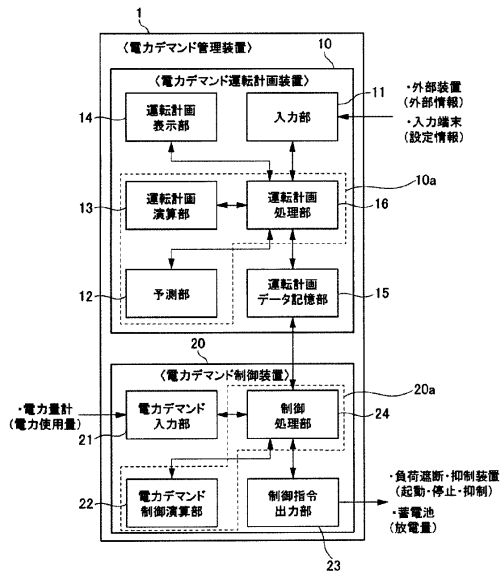 1
〈電力デマンド管理装置〉
10
〈電力デマンド運転計画装置〉
14
運転計画
表示部
入力部
11
・外部装置
(外部情報)
・入力端末
(設定情報)
10a
13
運転計画
演算部
運転計画
処理部
16
12
予測部
運転計画
データ記憶部
15
20
〈電力デマンド制御装置〉
20a
・電力量計
(電力使用量)
21
電力デマンド
入力部
制御
処理部
24
22
電力デマンド
制御演算部
制御指令
出力部
23
・負荷遮断・抑制装置
(起動・停止・抑制)
・蓄電池
(放電量)